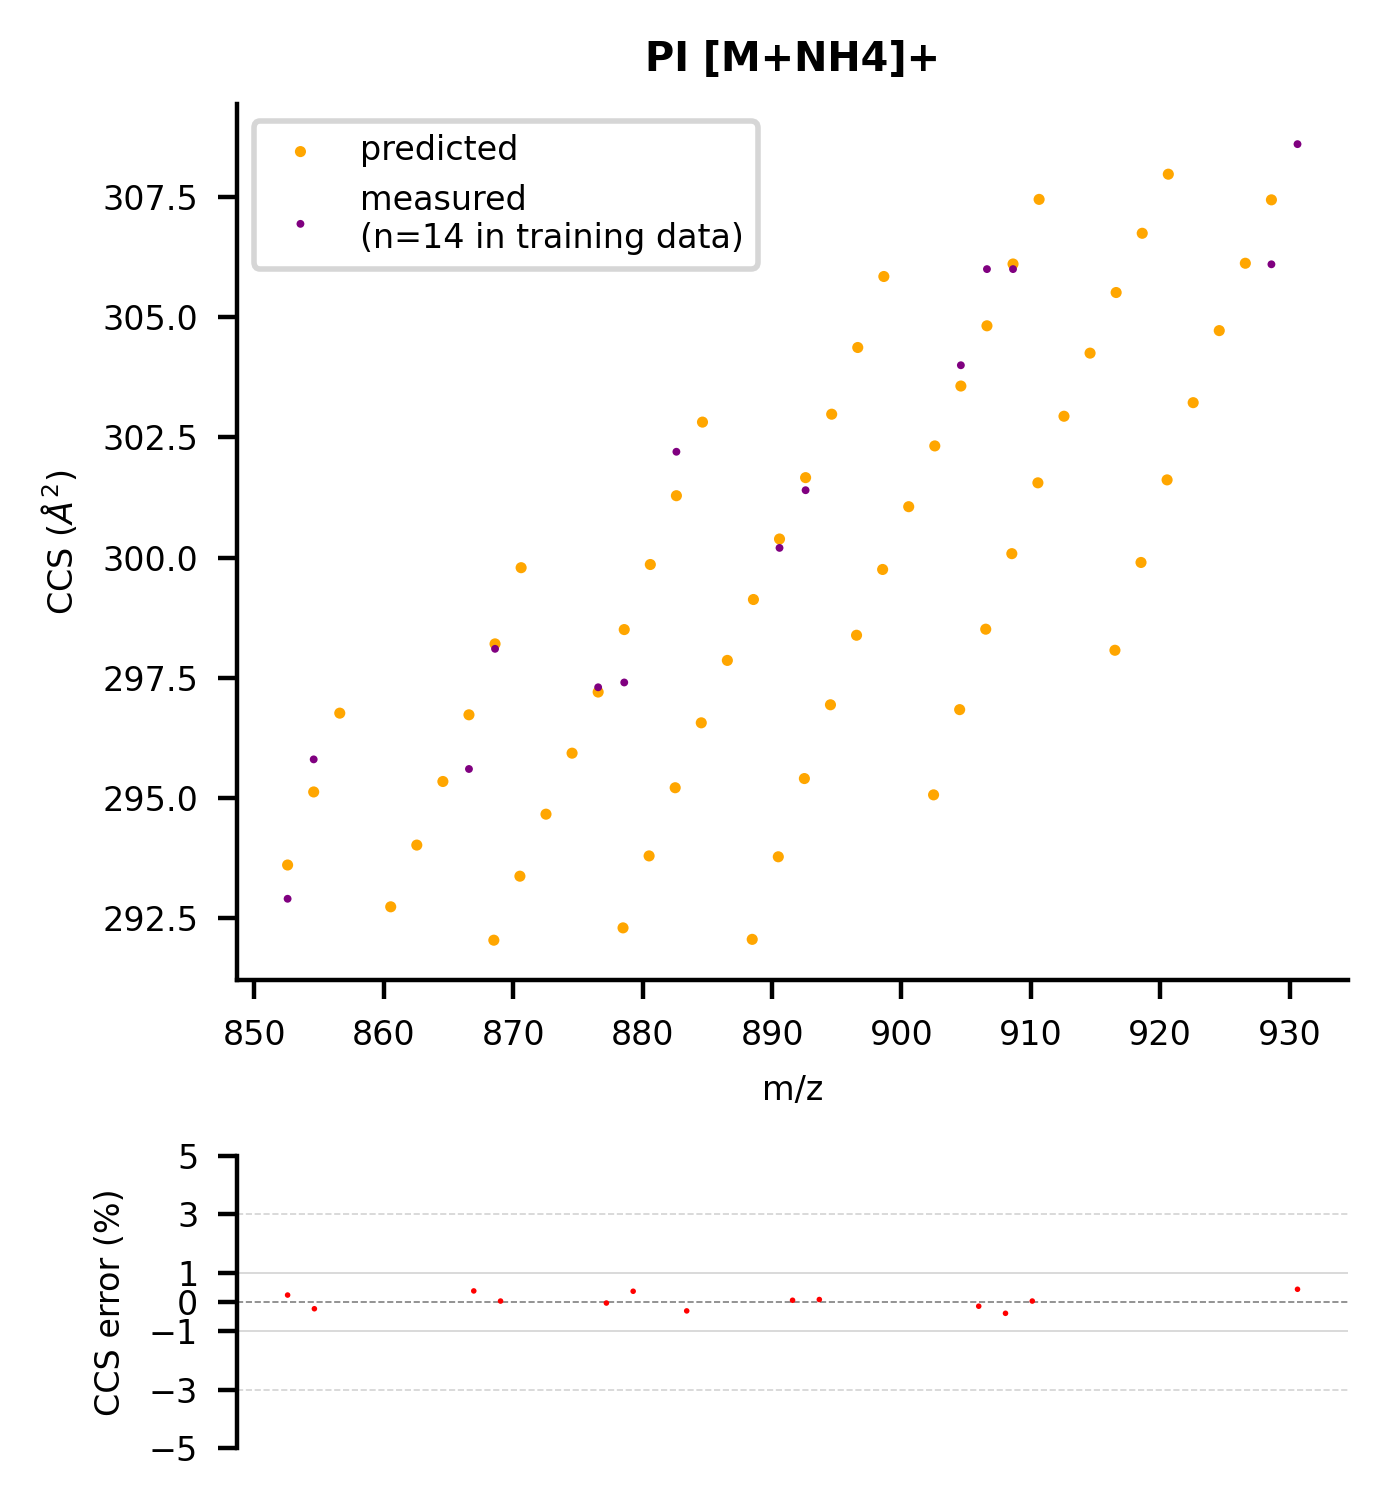 PI [M+NH4]+
predicted
measured
(n=14 in training data)
307.5
305.0
302.5
300.0
297.5
295.0
292.5
CCS (Å²)
850 860 870 880 890 900 910 920 930
m/z
5
3
1
0
−1
−3
−5
CCS error (%)